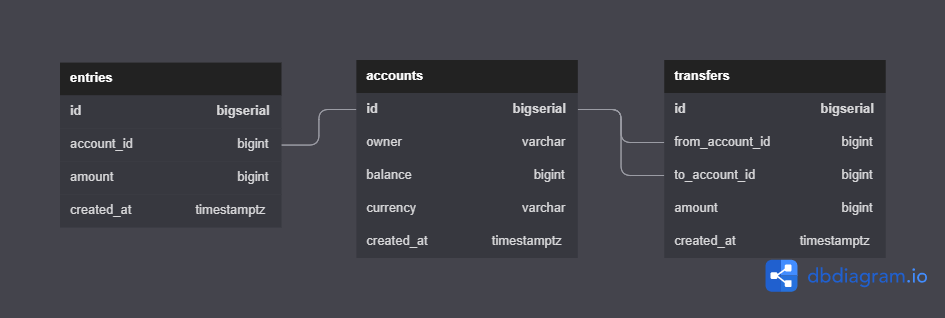 entries
id bigserial
account_id bigint
amount bigint
created_at timestamptz
accounts
id bigserial
owner varchar
balance bigint
currency varchar
created_at timestamptz
transfers
id bigserial
from_account_id bigint
to_account_id bigint
amount bigint
created_at timestamptz
dbdiagram.io